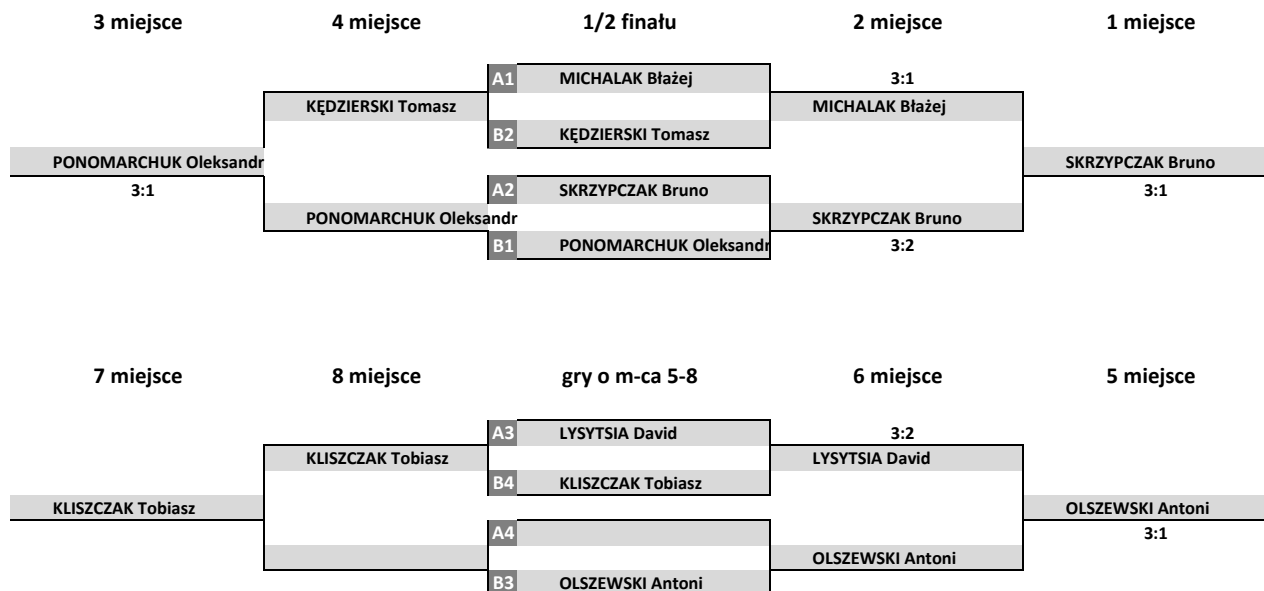 3 miejsce 4 miejsce 1/2 finału 2 miejsce 1 miejsce
A1 MICHALAK Błażej 3:1
KĘDZIERSKI Tomasz MICHALAK Błażej
B2 KĘDZIERSKI Tomasz
PONOMARCHUK Oleksandr SKRZYPCZAK Bruno
3:1 A2 SKRZYPCZAK Bruno 3:1
PONOMARCHUK Oleksandr SKRZYPCZAK Bruno
B1 PONOMARCHUK Oleksandr 3:2
7 miejsce 8 miejsce gry o m-ca 5-8 6 miejsce 5 miejsce
A3 LYSYTSIA David 3:2
KLISZCZAK Tobiasz LYSYTSIA David
B4 KLISZCZAK Tobiasz
KLISZCZAK Tobiasz OLSZEWSKI Antoni
A4 3:1
OLSZEWSKI Antoni
B3 OLSZEWSKI Antoni